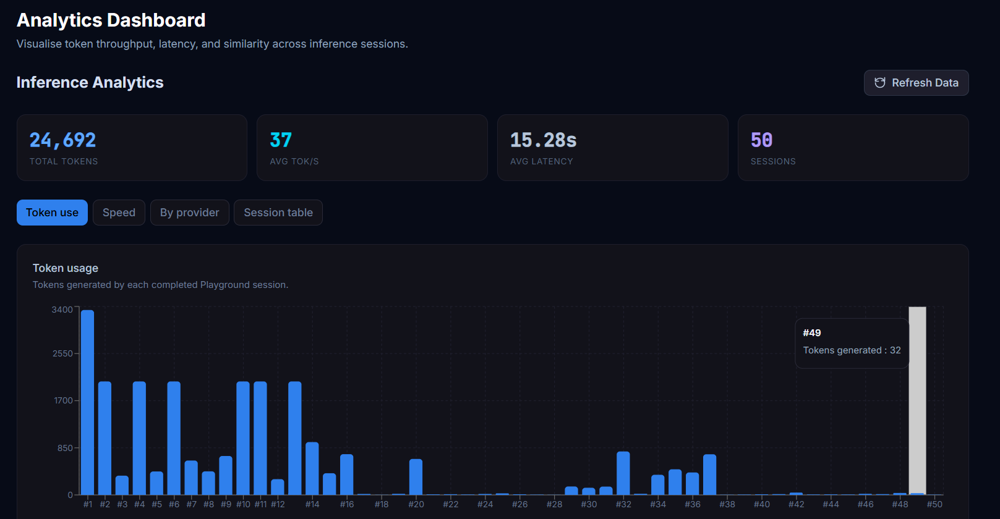 Analytics Dashboard
Visualise token throughput, latency, and similarity across inference sessions.
Inference Analytics
Refresh Data
24,692
TOTAL TOKENS
37
AVG TOK/S
15.28s
AVG LATENCY
50
SESSIONS
Token use
Speed
By provider
Session table
Token usage
Tokens generated by each completed Playground session.
3400
2550
1700
850
0
#49
Tokens generated : 32
#1 #2 #3 #4 #5 #6 #7 #8 #9 #10 #11 #12 #14 #16 #18 #20 #22 #24 #26 #28 #30 #32 #34 #36 #38 #40 #42 #44 #46 #48 #50